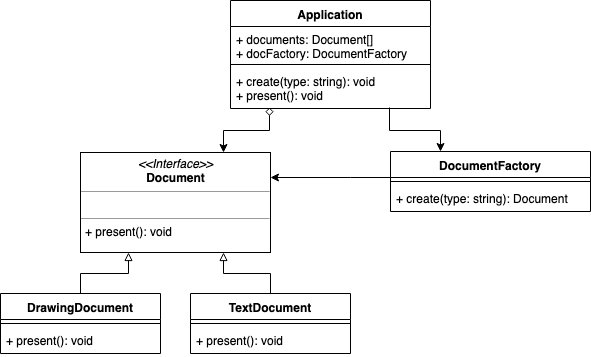 Application
+ documents: Document[]
+ docFactory: DocumentFactory
+ create(type: string): void
+ present(): void
<<Interface>>
Document
+ present(): void
DocumentFactory
+ create(type: string): Document
DrawingDocument
+ present(): void
TextDocument
+ present(): void